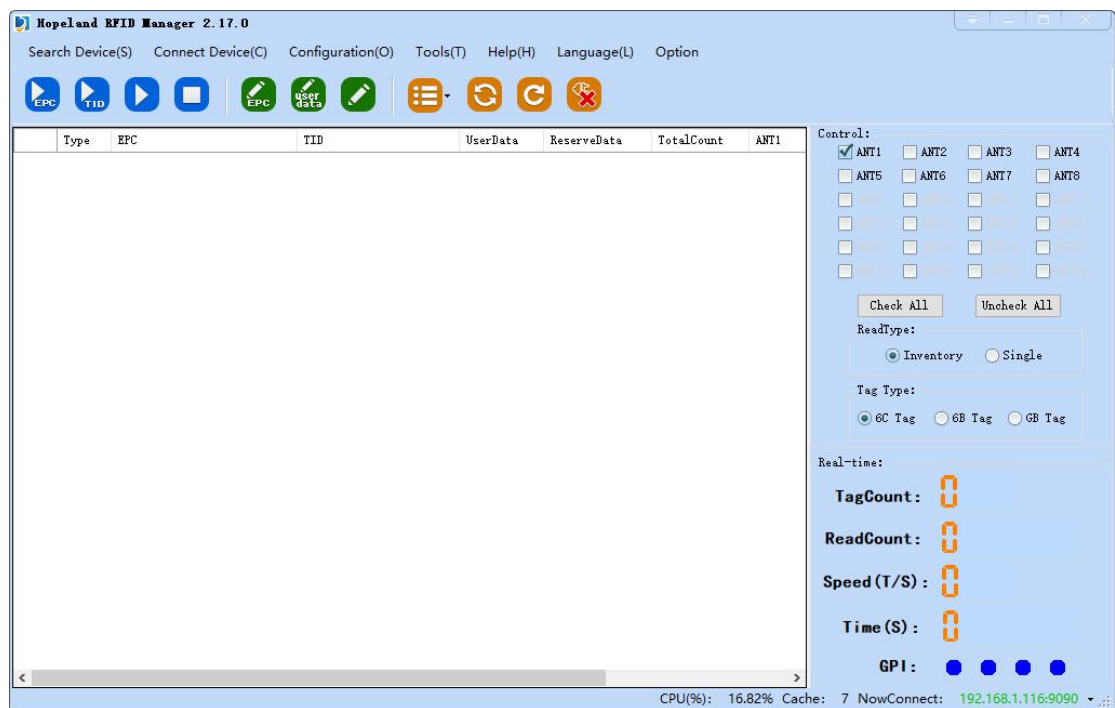 Hopeland RFID Manager 2.17.0
Search Device(S) Connect Device(C) Configuration(O) Tools(T) Help(H) Language(L) Option
EPC TID EPC user data
Type EPC TID UserData ReserveData TotalCount ANT1
Control:
ANT1 ANT2 ANT3 ANT4
ANT5 ANT6 ANT7 ANT8
Check All Uncheck All
ReadType:
Inventory Single
Tag Type:
6C Tag 6B Tag GB Tag
Real-time:
TagCount: 0
ReadCount: 0
Speed(T/S): 0
Time(S): 0
GPI:
CPU(%): 16.82% Cache: 7 NowConnect: 192.168.1.116:9090